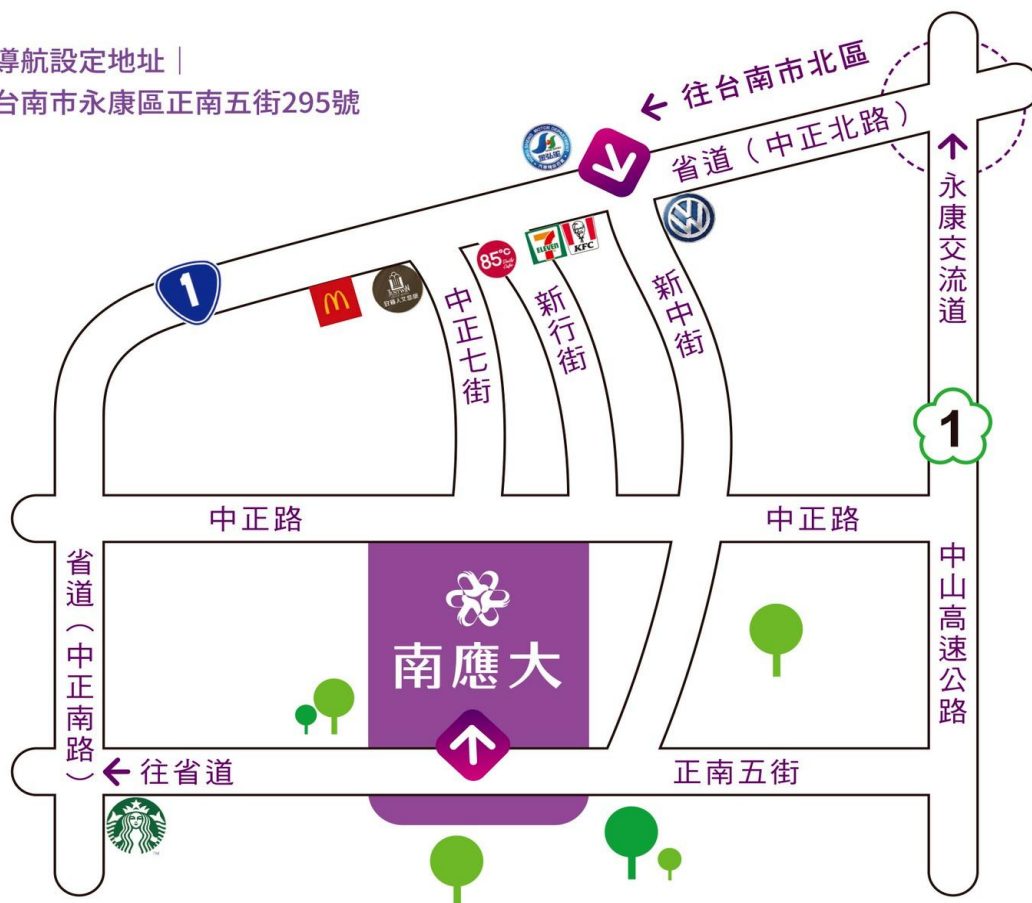 導航設定地址｜
台南市永康區正南五街295號
← 往台南市北區
省道（中正北路）
永康交流道
1
85°C
7
ELEVEN
KFC
中正七街
新行街
新中街
1
中正路
中正路
省道（中正南路）
南應大
中山高速公路
← 往省道
正南五街